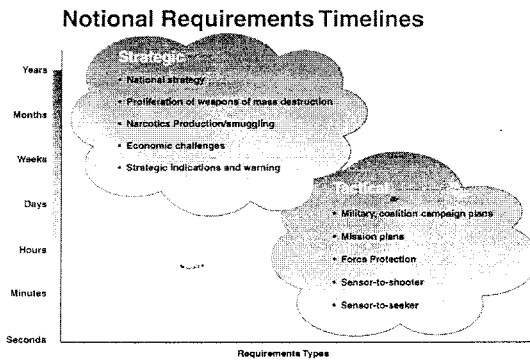 Notional Requirements Timelines
Strategic
• National strategy
• Proliferation of weapons of mass destruction
• Narcotics Production/smuggling
• Economic challenges
• Strategic indications and warning
Tactical
• Military, coalition campaign plans
• Mission plans
• Force Protection
• Sensor-to-shooter
• Sensor-to-seeker
Years
Months
Weeks
Days
Hours
Minutes
Seconds
Requirements Types